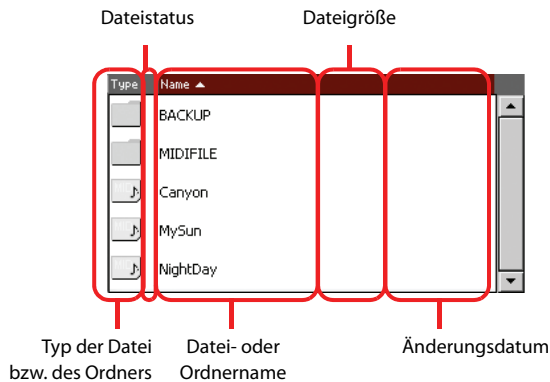 Dateistatus Dateigröße
Type Name
BACKUP
MIDIFILE
Canyon
MySun
NightDay
Typ der Datei
bzw. des Ordners
Datei- oder
Ordnername
Änderungsdatum